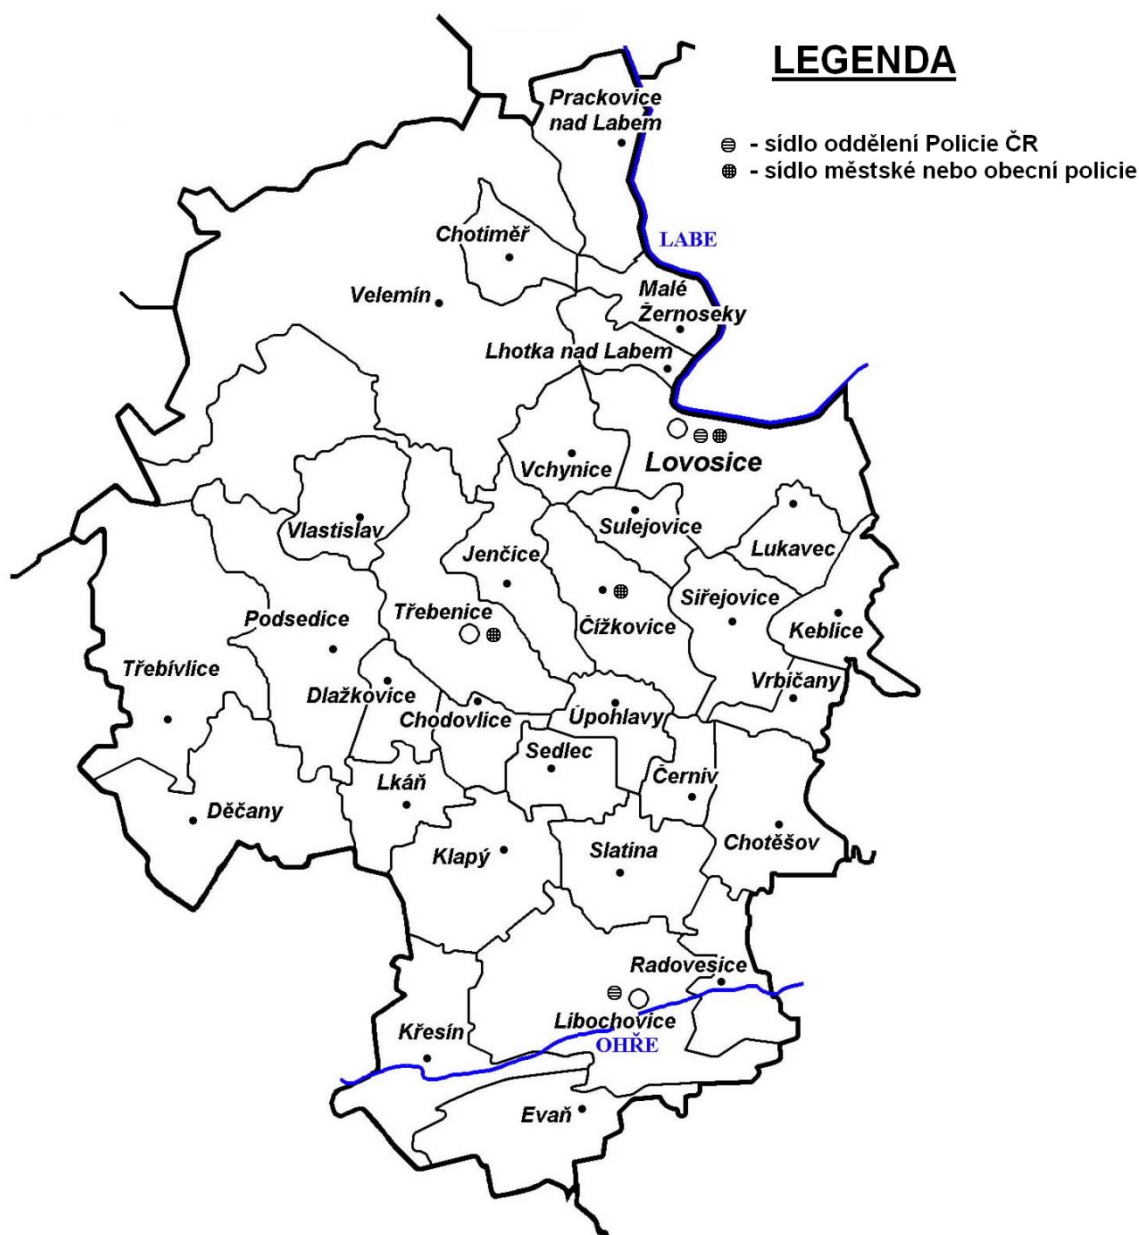 LEGENDA
- sídlo oddělení Policie ČR
- sídlo městské nebo obecní policie
Prackovice
nad Labem
LABE
Chotiměř
Velemín
Malé
Žernoseky
Lhotka nad Labem
Lovosice
Vchynice
Vlastislav
Sulejovice
Lukavec
Jenčice
Třebenice
Podsedice
Čížkovice
Siřejovice
Keblice
Třebívlice
Dlažkovice
Chodovlice
Úpohlavy
Vrbičany
Sedlec
Lkáň
Černiv
Děčany
Klapý
Slatina
Chotěšov
Radovesice
Libochovice
OHŘE
Křesín
Evaň